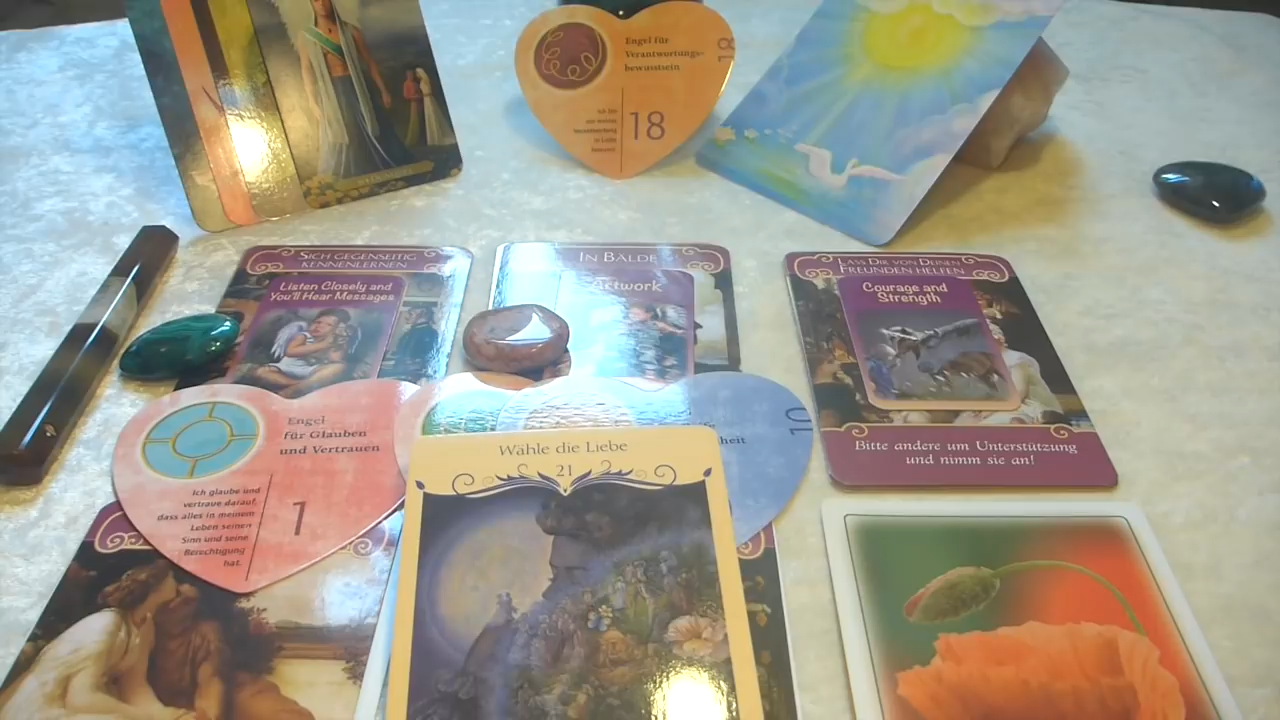 Engel für
Verantwortungs-
bewusstsein
18
18
SICH GEGENSEITIG
KENNENLERNEN
Listen Closely and
You'll Hear Messages
IN BÄLDE
LASS DIR VON DEINEN
FREUNDEN HELFEN
Courage and
Strength
Bitte andere um Unterstützung
und nimm sie an!
Engel
für Glauben
und Vertrauen
Ich glaube und
vertraue darauf,
dass alles in meinem
Leben seinen
Sinn und seine
Berechtigung
hat.
1
heit
10
Wähle die Liebe
21